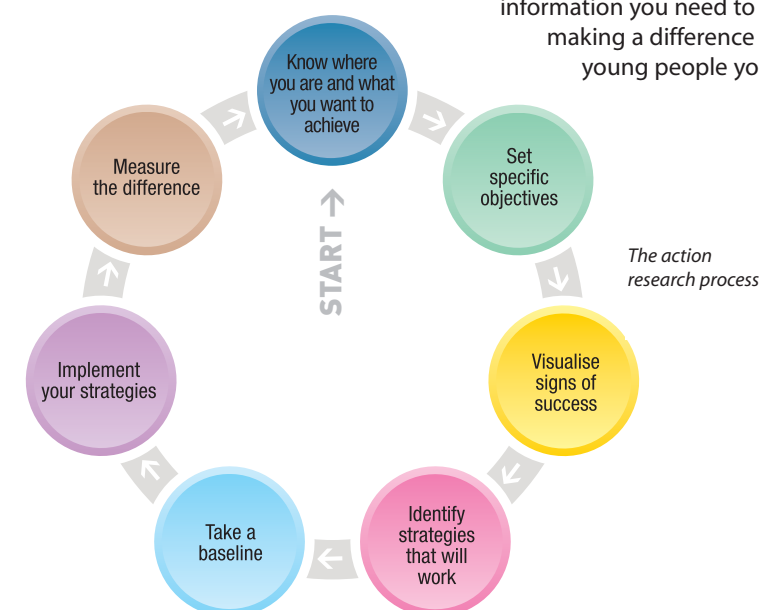 information you need to
making a difference
young people yo
Know where
you are and what
you want to
achieve
Set
specific
objectives
The action
research process
Visualise
signs of
success
Identify
strategies
that will
work
Take a
baseline
Implement
your strategies
Measure
the difference
START